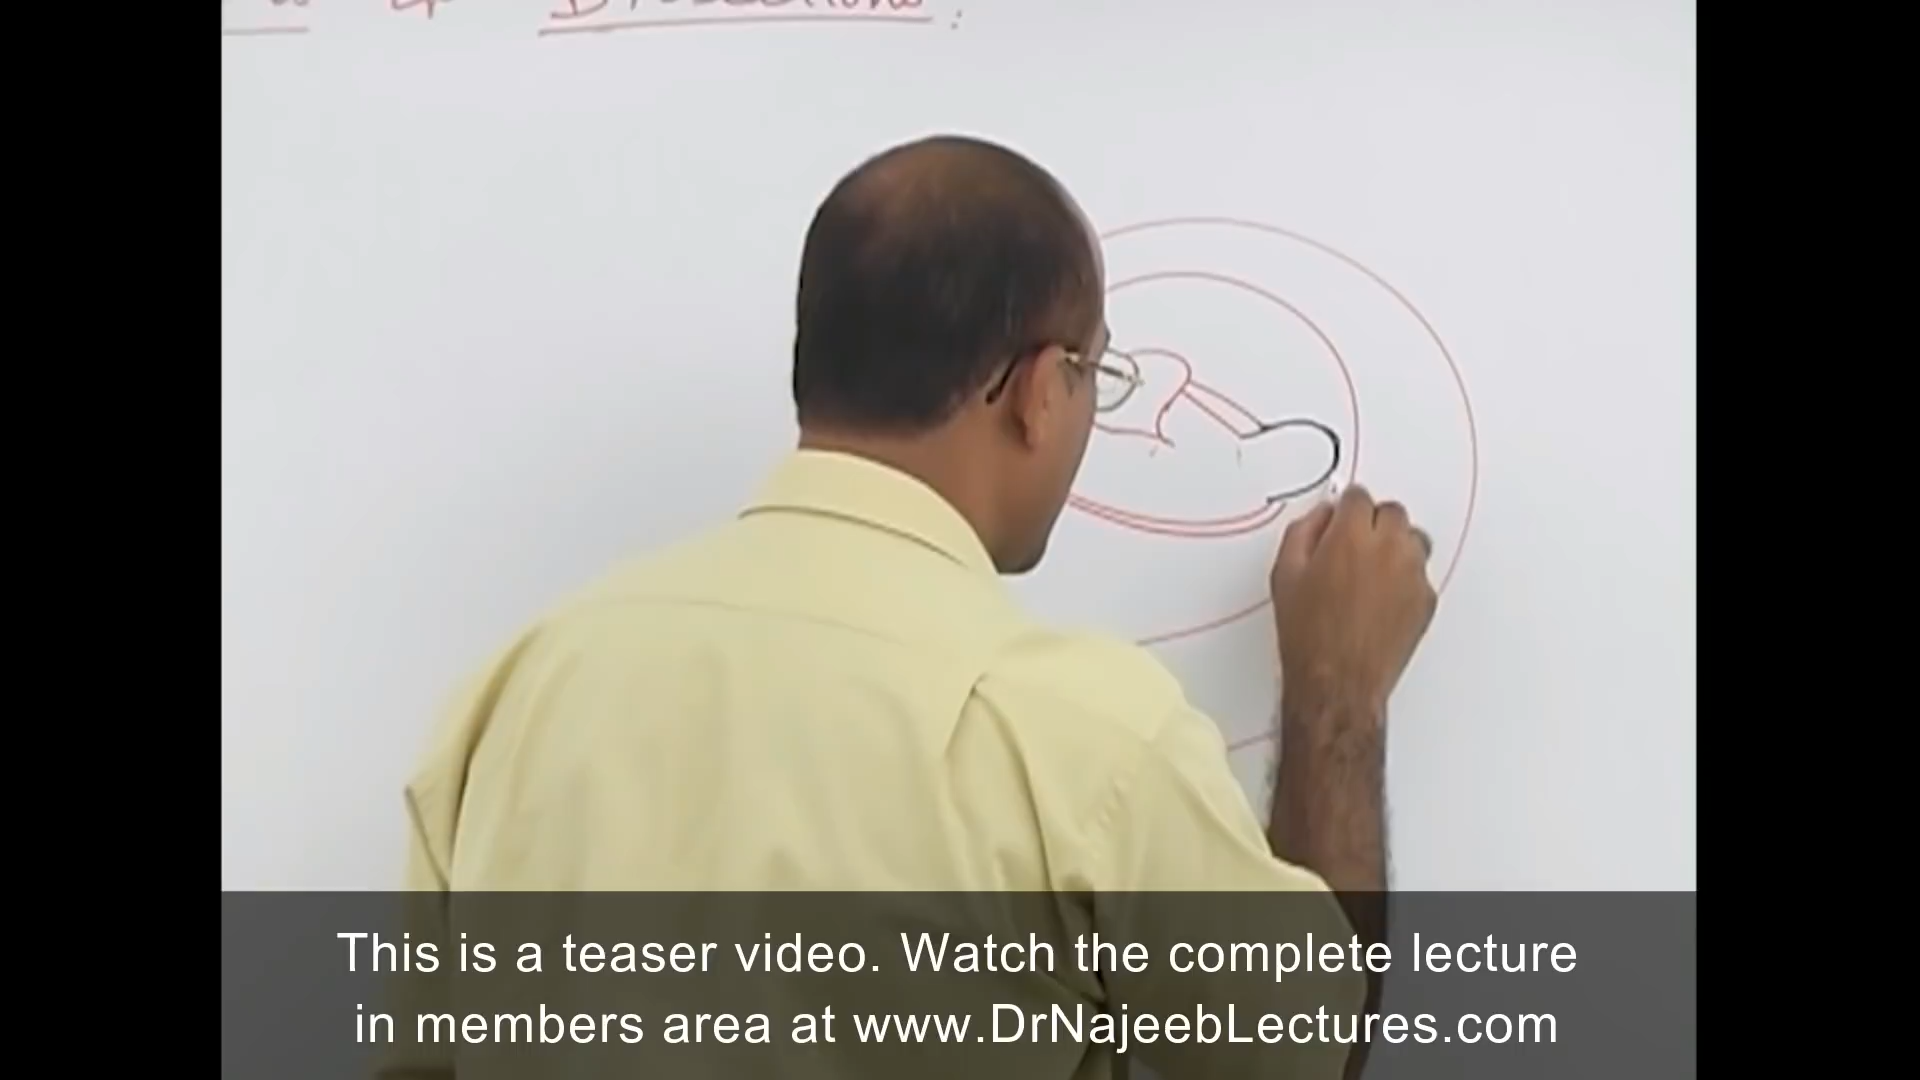 This is a teaser video. Watch the complete lecture
in members area at www.DrNajeebLectures.com